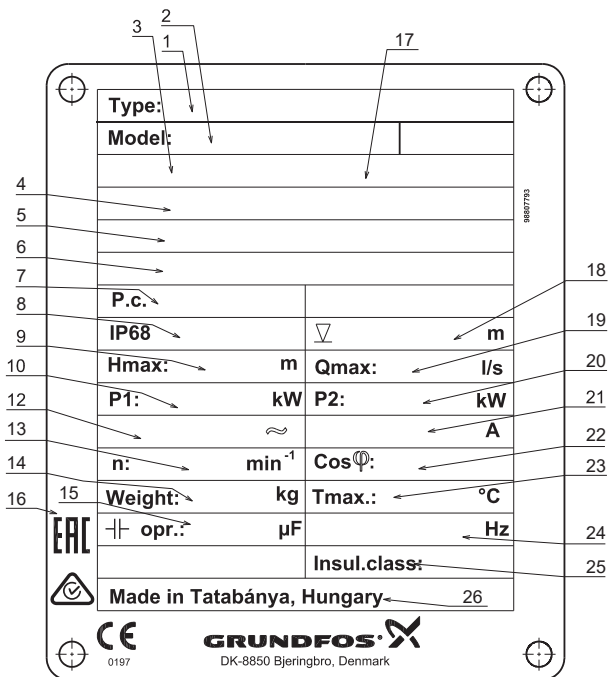 2
3
1
17
Type:
Model:
4
5
6
7
8
9
10
12
13
14
15
16
98807793
P.c.
IP68
m
18
Hmax: m
Qmax: l/s
19
P1: kW
P2: kW
20
A
21
n: min⁻¹
Cosφ:
22
Weight: kg
Tmax.: °C
23
opr.: µF
Hz
24
Insul.class:
25
Made in Tatabánya, Hungary
26
EAC
CE
0197
GRUNDFOS
DK-8850 Bjeringbro, Denmark